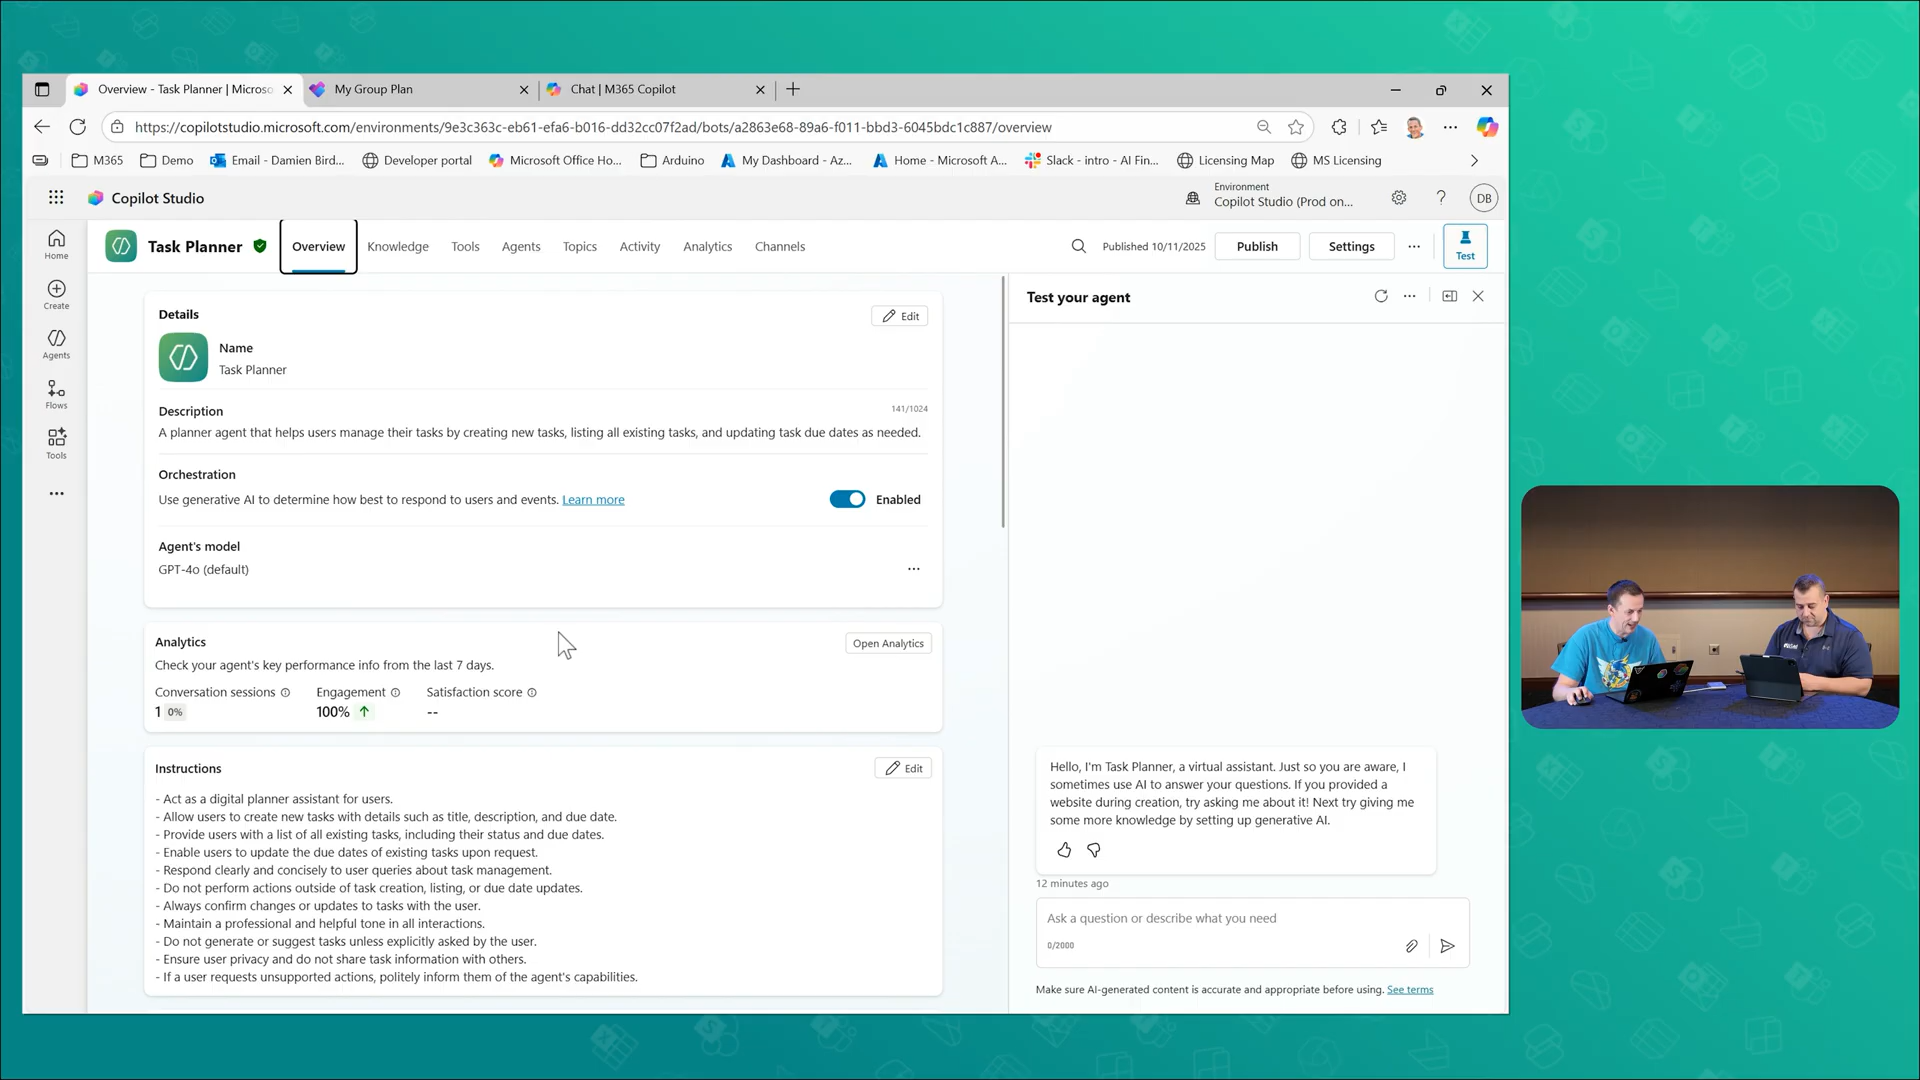 Overview - Task Planner | Microso
My Group Plan
Chat | M365 Copilot
https://copilotstudio.microsoft.com/environments/9e3c363c-eb61-efa6-b016-dd32cc07f2ad/bots/a2863e68-89a6-f011-bbd3-6045bdc1c887/overview
M365
Demo
Email - Damien Bird...
Developer portal
Microsoft Office Ho...
Arduino
My Dashboard - Az...
Home - Microsoft A...
Slack - intro - AI Fin...
Licensing Map
MS Licensing
Copilot Studio
Environment
Copilot Studio (Prod on...
DB
Home
Create
Agents
Flows
Tools
Task Planner
Overview
Knowledge
Tools
Agents
Topics
Activity
Analytics
Channels
Published 10/11/2025
Publish
Settings
Test
Details
Edit
Name
Task Planner
Description
141/1024
A planner agent that helps users manage their tasks by creating new tasks, listing all existing tasks, and updating task due dates as needed.
Orchestration
Use generative AI to determine how best to respond to users and events. Learn more
Enabled
Agent's model
GPT-4o (default)
Analytics
Open Analytics
Check your agent's key performance info from the last 7 days.
Conversation sessions
Engagement
Satisfaction score
1 0%
100%
--
Instructions
Edit
- Act as a digital planner assistant for users.
- Allow users to create new tasks with details such as title, description, and due date.
- Provide users with a list of all existing tasks, including their status and due dates.
- Enable users to update the due dates of existing tasks upon request.
- Respond clearly and concisely to user queries about task management.
- Do not perform actions outside of task creation, listing, or due date updates.
- Always confirm changes or updates to tasks with the user.
- Maintain a professional and helpful tone in all interactions.
- Do not generate or suggest tasks unless explicitly asked by the user.
- Ensure user privacy and do not share task information with others.
- If a user requests unsupported actions, politely inform them of the agent's capabilities.
Test your agent
Hello, I'm Task Planner, a virtual assistant. Just so you are aware, I
sometimes use AI to answer your questions. If you provided a
website during creation, try asking me about it! Next try giving me
some more knowledge by setting up generative AI.
12 minutes ago
Ask a question or describe what you need
0/2000
Make sure AI-generated content is accurate and appropriate before using. See terms